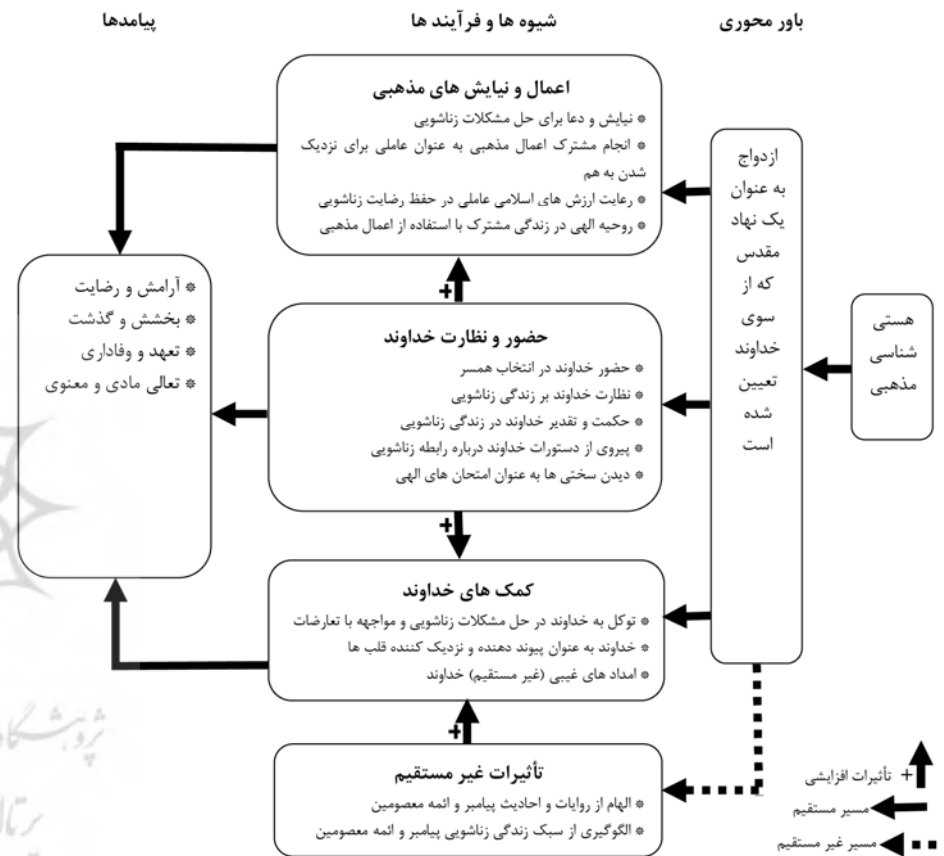 باور محوری
شیوه ها و فرآیند ها
پیامدها
هستی
شناسی
مذهبی
ازدواج
به عنوان
یک نهاد
مقدس
که از
سوی
خداوند
تعیین
شده
است
اعمال و نیایش های مذهبی
* نیایش و دعا برای حل مشکلات زناشویی
* انجام مشترک اعمال مذهبی به عنوان عاملی برای نزدیک
شدن به هم
* رعایت ارزش های اسلامی عاملی در حفظ رضایت زناشویی
* روحیه الهی در زندگی مشترک با استفاده از اعمال مذهبی
+
حضور و نظارت خداوند
* حضور خداوند در انتخاب همسر
* نظارت خداوند بر زندگی زناشویی
* حکمت و تقدیر خداوند در زندگی زناشویی
* پیروی از دستورات خداوند درباره رابطه زناشویی
* دیدن سختی ها به عنوان امتحان های الهی
+
کمک های خداوند
* توکل به خداوند در حل مشکلات زناشویی و مواجهه با تعارضات
* خداوند به عنوان پیوند دهنده و نزدیک کننده قلب ها
* امداد های غیبی (غیر مستقیم) خداوند
+
تأثیرات غیر مستقیم
* الهام از روایات و احادیث پیامبر و ائمه معصومین
* الگوگیری از سبک زندگی زناشویی پیامبر و ائمه معصومین
* آرامش و رضایت
* بخشش و گذشت
* تعهد و وفاداری
* تعالی مادی و معنوی
+ تأثیرات افزایشی
مسیر مستقیم
مسیر غیر مستقیم